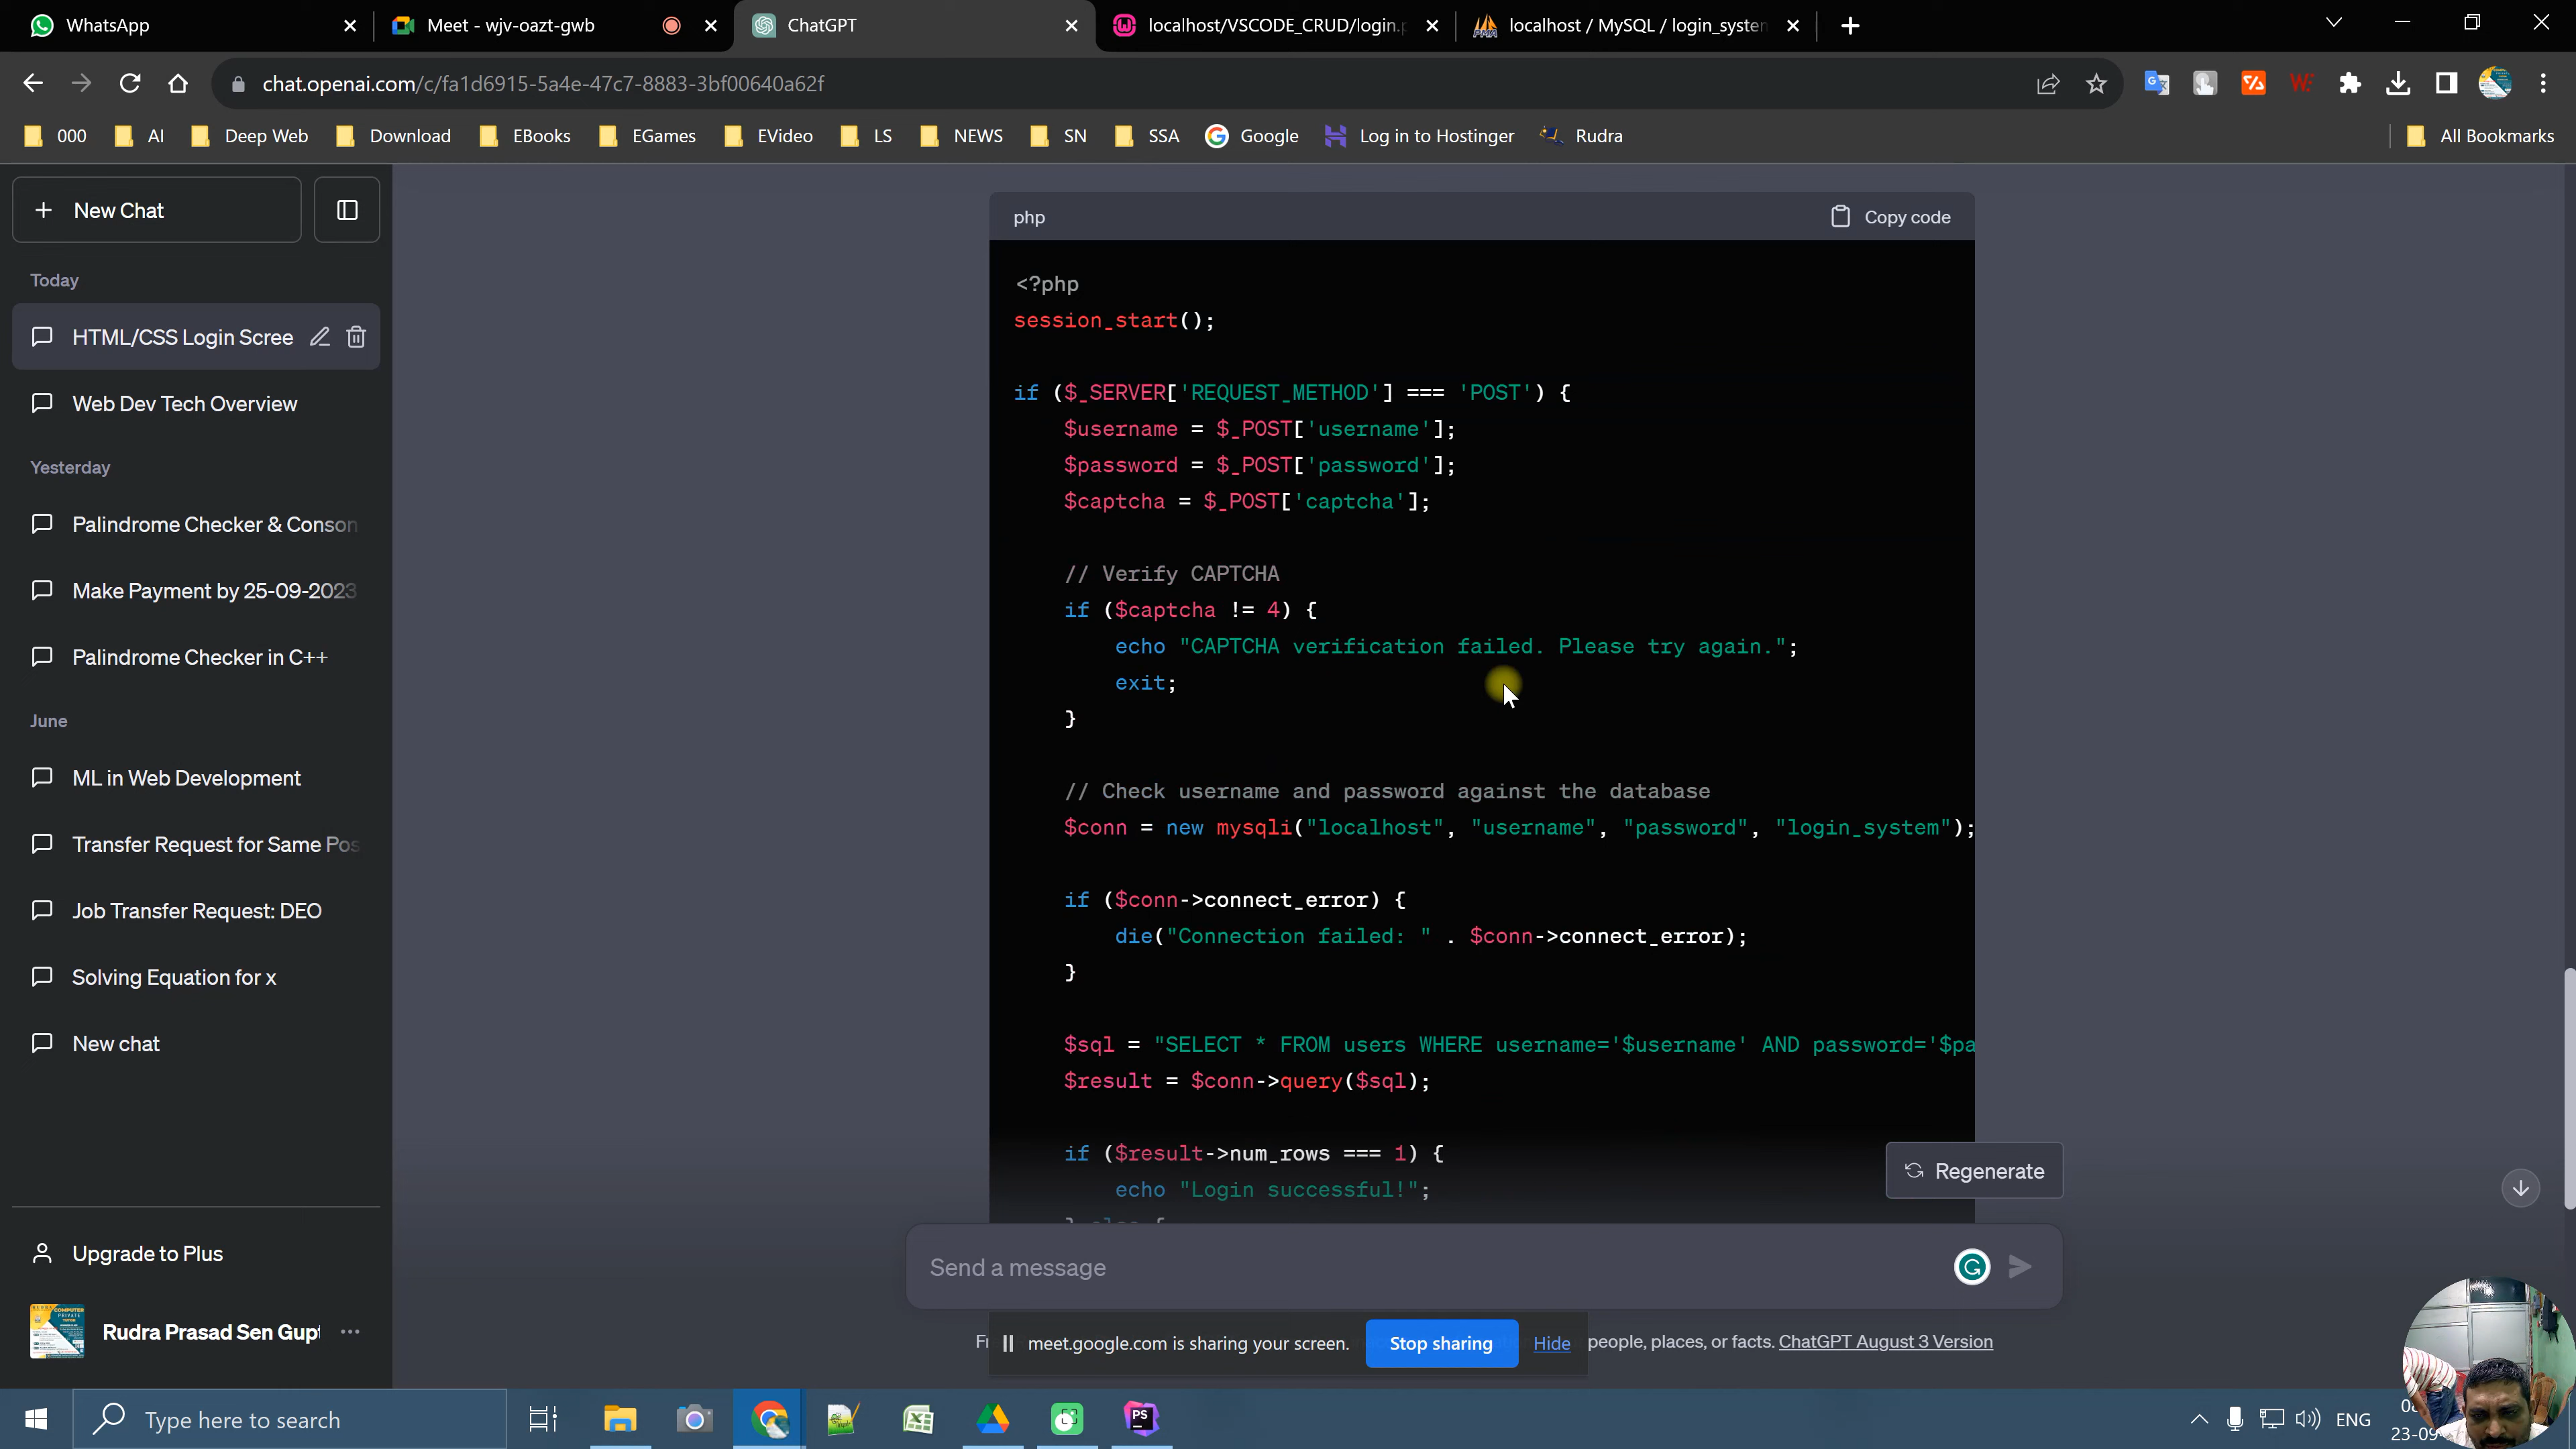 WhatsApp
Meet - wjv-oazt-gwb
ChatGPT
localhost/VSCODE_CRUD/login.p
localhost / MySQL / login_system
chat.openai.com/c/fa1d6915-5a4e-47c7-8883-3bf00640a62f
000
AI
Deep Web
Download
EBooks
EGames
EVideo
LS
NEWS
SN
SSA
Google
Log in to Hostinger
Rudra
All Bookmarks
New Chat
Today
HTML/CSS Login Scree
Web Dev Tech Overview
Yesterday
Palindrome Checker & Conson
Make Payment by 25-09-2023
Palindrome Checker in C++
June
ML in Web Development
Transfer Request for Same Pos
Job Transfer Request: DEO
Solving Equation for x
New chat
Upgrade to Plus
Rudra Prasad Sen Gupt
php
Copy code
<?php
session_start();
if ($_SERVER['REQUEST_METHOD'] === 'POST') {
$username = $_POST['username'];
$password = $_POST['password'];
$captcha = $_POST['captcha'];
// Verify CAPTCHA
if ($captcha != 4) {
echo "CAPTCHA verification failed. Please try again.";
exit;
}
// Check username and password against the database
$conn = new mysqli("localhost", "username", "password", "login_system");
if ($conn->connect_error) {
die("Connection failed: " . $conn->connect_error);
}
$sql = "SELECT * FROM users WHERE username='$username' AND password='$pa
$result = $conn->query($sql);
if ($result->num_rows === 1) {
echo "Login successful!";
} else {
Regenerate
Send a message
meet.google.com is sharing your screen.
Stop sharing
Hide
people, places, or facts. ChatGPT August 3 Version
Type here to search
PS
ENG
23-09